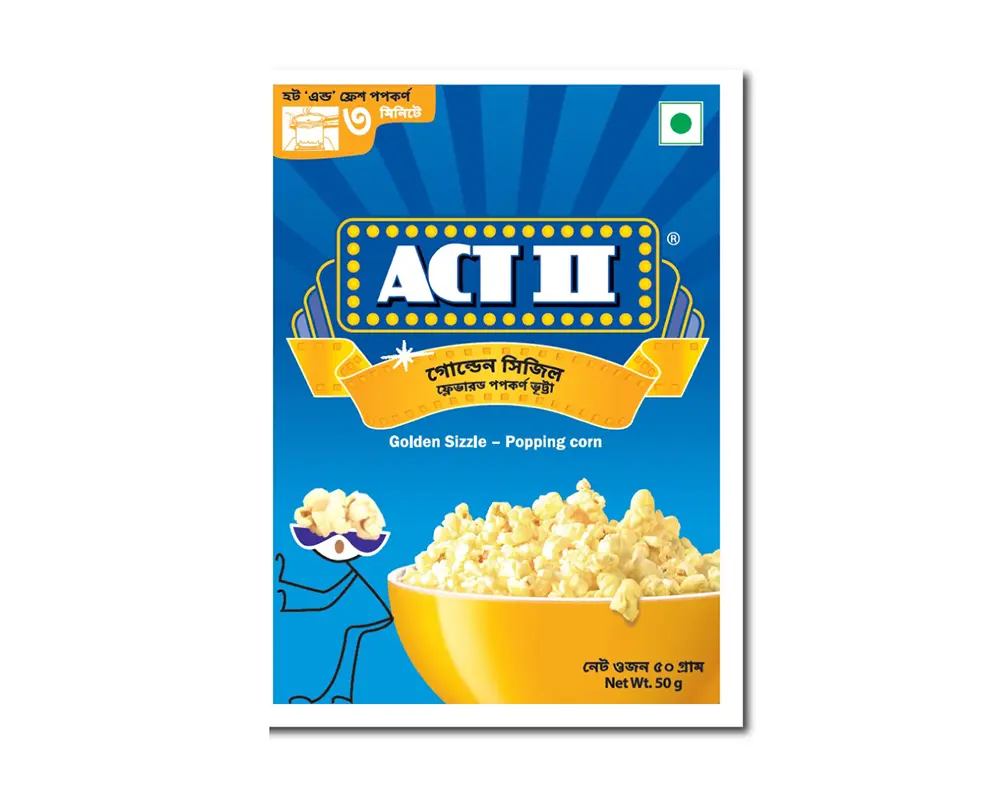 হট ‘এন্ড’ ফ্রেশ পপকর্ণ
৩ মিনিটে
ACT II ®
গোল্ডেন সিজিল
ফ্লেভারড পপকর্ণ ভূট্টা
Golden Sizzle – Popping corn
নেট ওজন ৫০ গ্রাম
Net Wt. 50 g